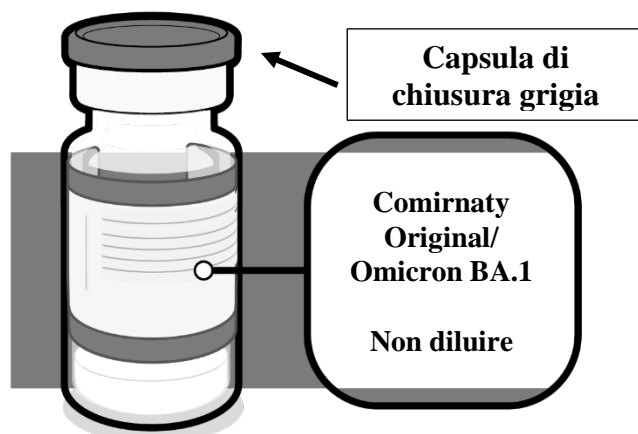 Capsula di
chiusura grigia
Comirnaty
Original/
Omicron BA.1
Non diluire